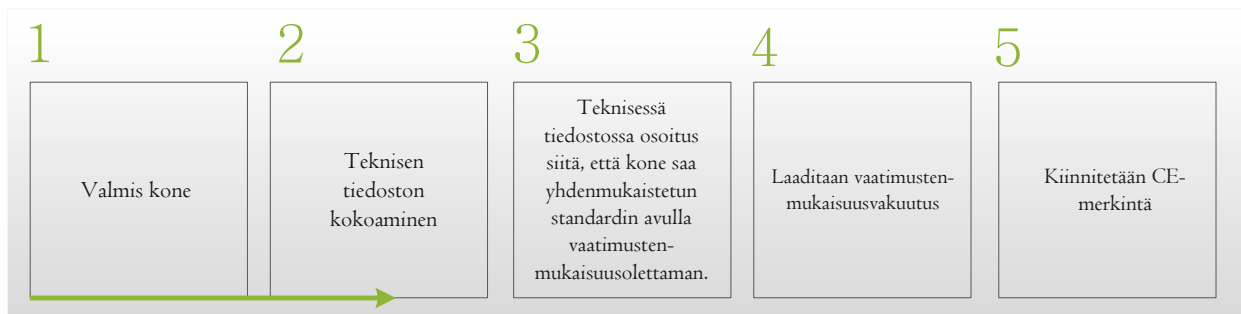 1
Valmis kone
2
Teknisen
tiedoston
kokoaminen
3
Teknisessä
tiedostossa osoitus
siitä, että kone saa
yhdenmukaistetun
standardin avulla
vaatimusten-
mukaisuusolettaman.
4
Laaditaan vaatimusten-
mukaisuusvakuutus
5
Kiinnitetään CE-
merkintä